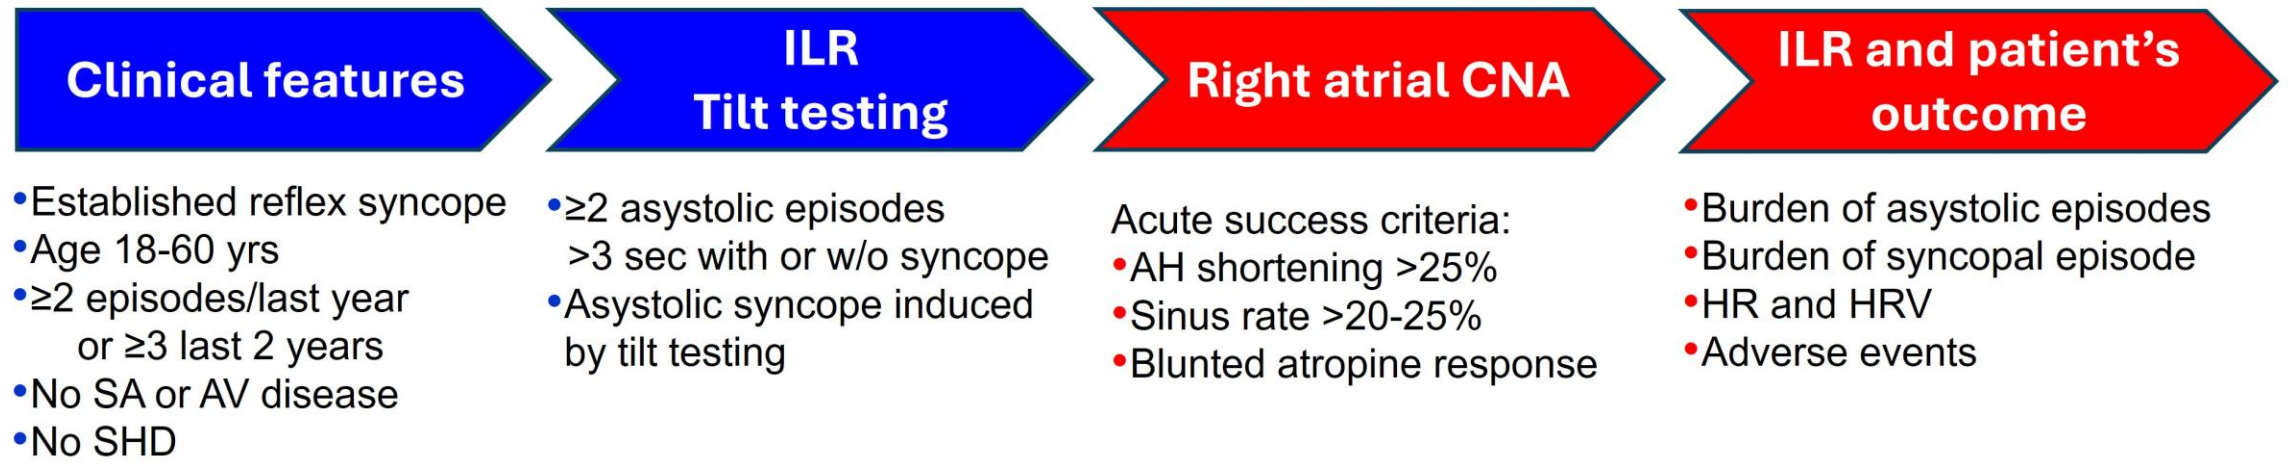 Clinical features
•Established reflex syncope
•Age 18-60 yrs
•≥2 episodes/last year
or ≥3 last 2 years
•No SA or AV disease
•No SHD
ILR
Tilt testing
•≥2 asystolic episodes
>3 sec with or w/o syncope
•Asystolic syncope induced
by tilt testing
Right atrial CNA
Acute success criteria:
•AH shortening >25%
•Sinus rate >20-25%
•Blunted atropine response
ILR and patient’s
outcome
•Burden of asystolic episodes
•Burden of syncopal episode
•HR and HRV
•Adverse events